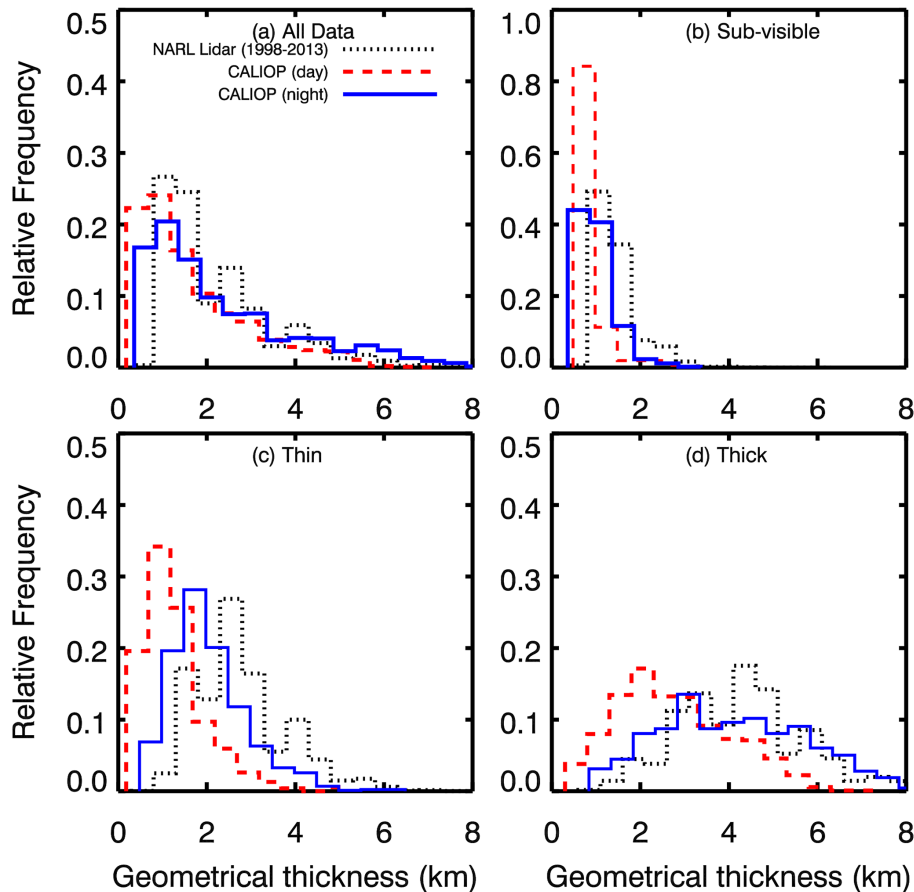 (a) All Data
NARL Lidar (1998-2013)
CALIOP (day)
CALIOP (night)
Relative Frequency
0.5
0.4
0.3
0.2
0.1
0.0
0 2 4 6 8
(b) Sub-visible
1.0
0.8
0.6
0.4
0.2
0.0
0 2 4 6 8
(c) Thin
Relative Frequency
0.5
0.4
0.3
0.2
0.1
0.0
0 2 4 6 8
Geometrical thickness (km)
(d) Thick
0.5
0.4
0.3
0.2
0.1
0.0
0 2 4 6 8
Geometrical thickness (km)